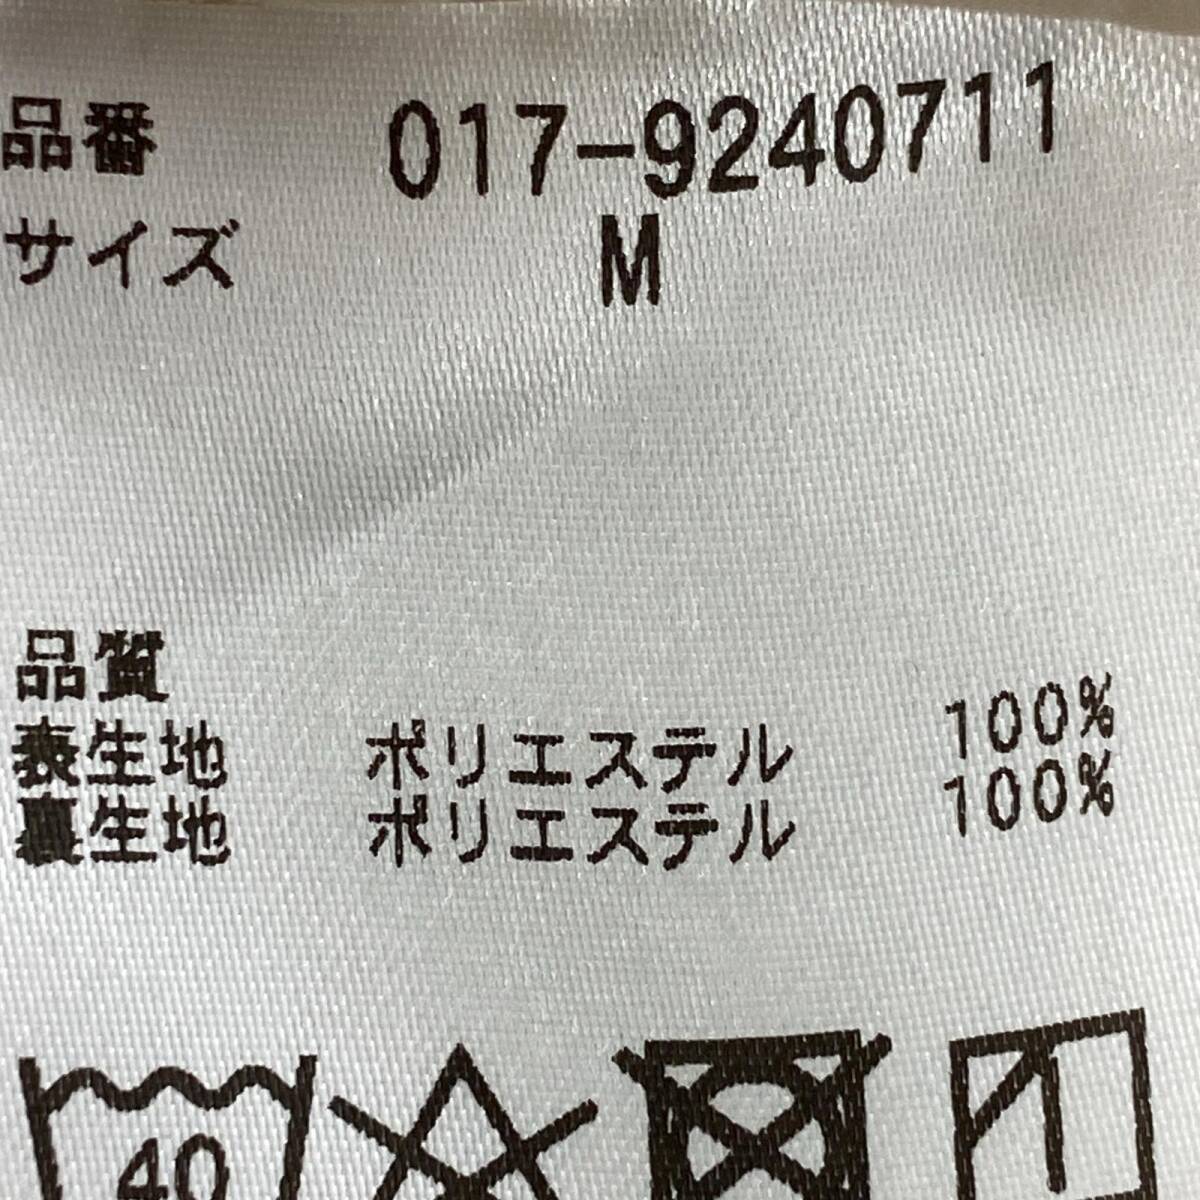 品番 017-9240711
サイズ M
品質
表生地 ポリエステル 100%
裏生地 ポリエステル 100%
40